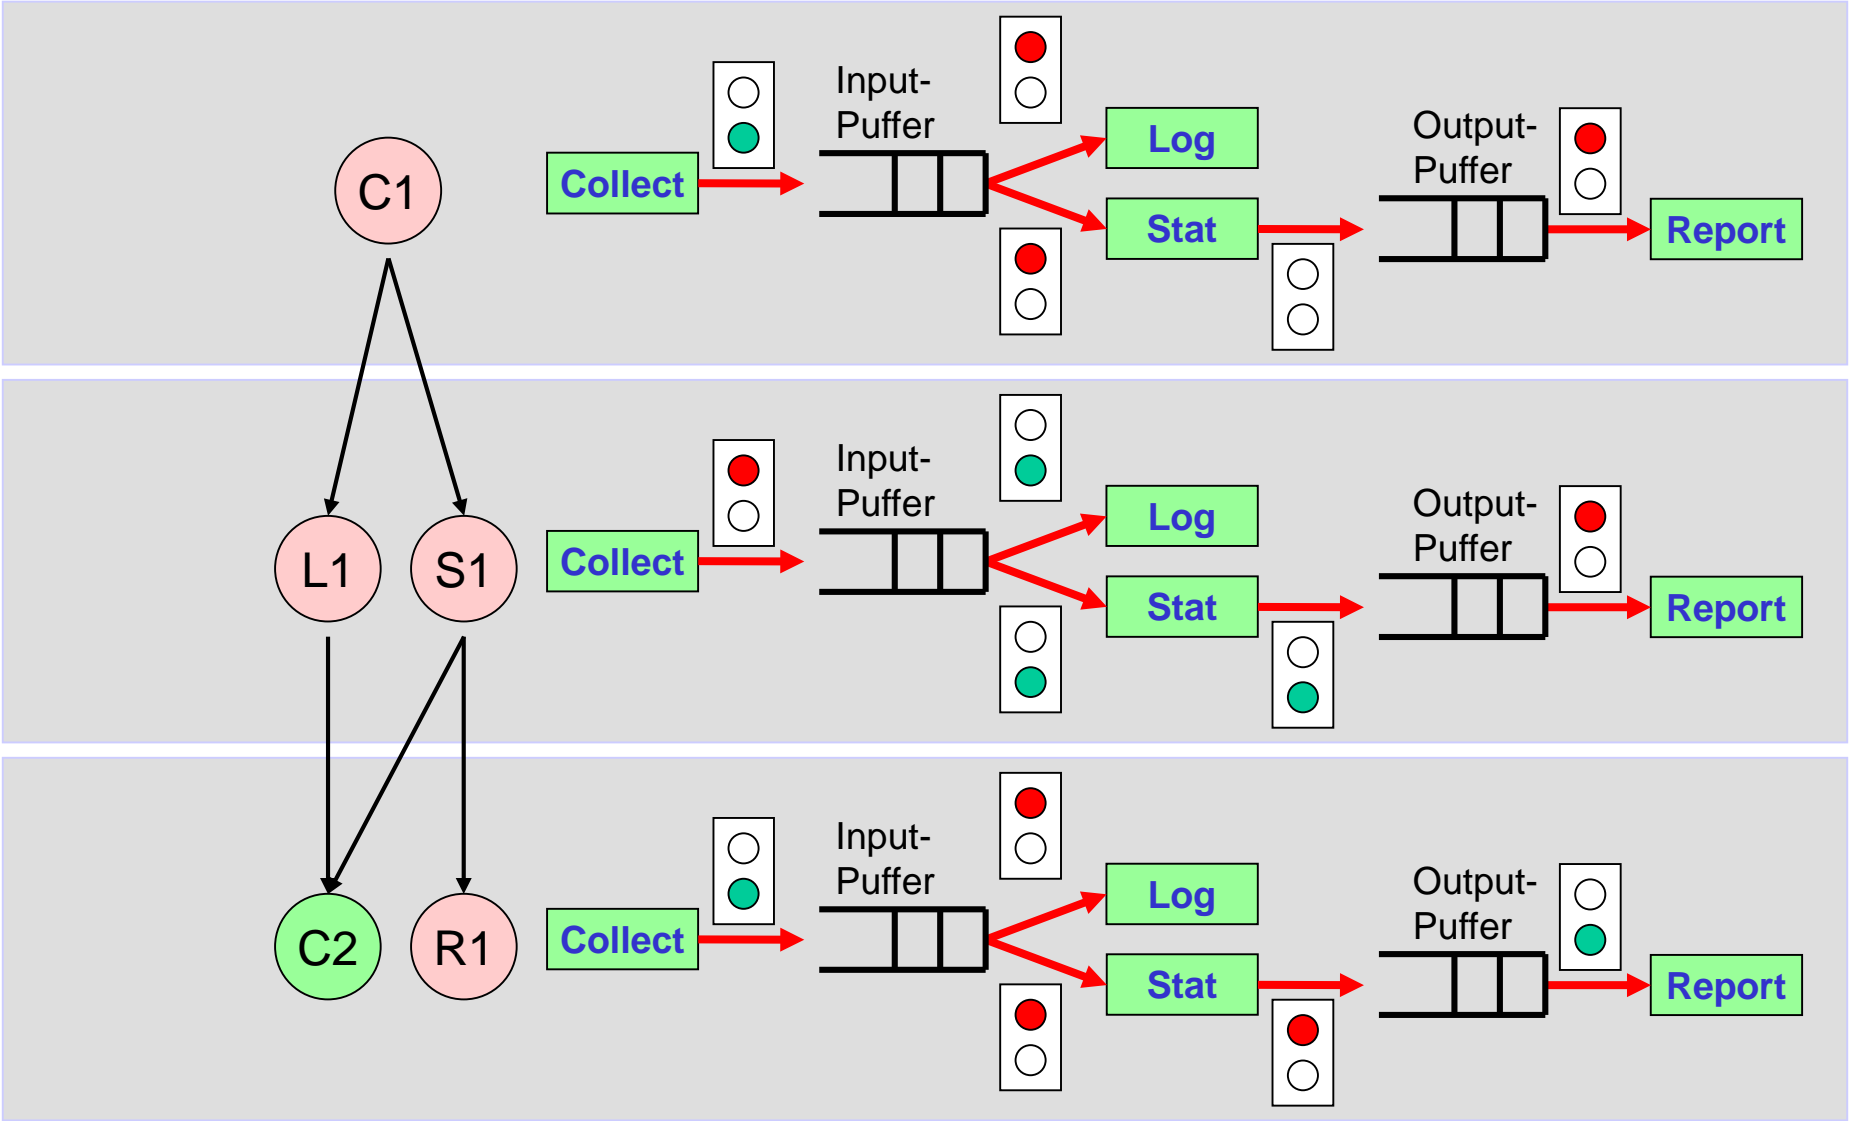 C1
Collect
Input-
Puffer
Log
Stat
Output-
Puffer
Report
L1
S1
Collect
Input-
Puffer
Log
Stat
Output-
Puffer
Report
C2
R1
Collect
Input-
Puffer
Log
Stat
Output-
Puffer
Report